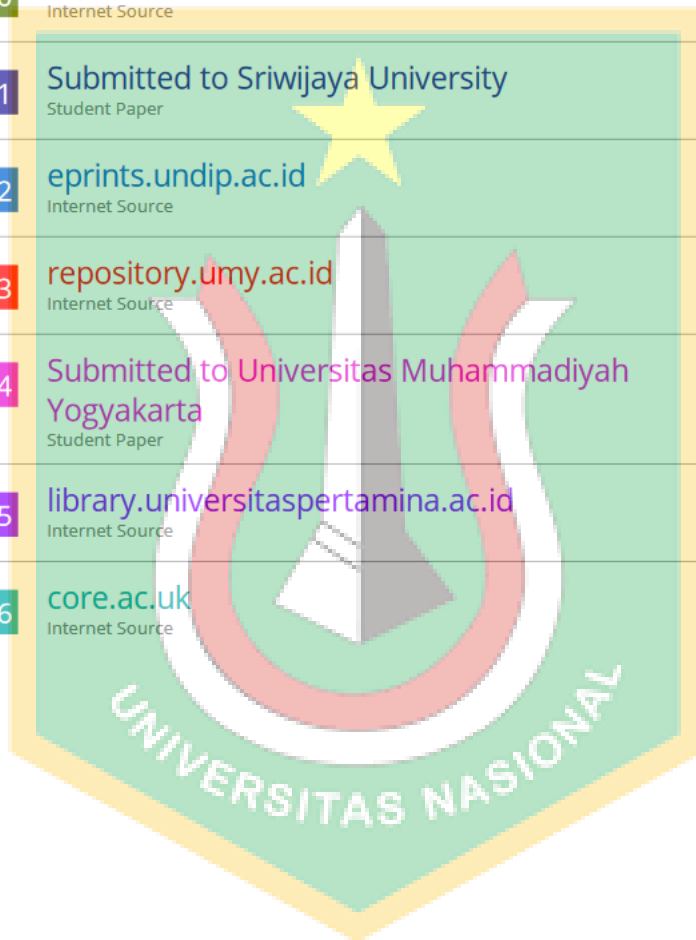 Internet Source
1
Submitted to Sriwijaya University
Student Paper
2
eprints.undip.ac.id
Internet Source
3
repository.umy.ac.id
Internet Source
4
Submitted to Universitas Muhammadiyah
Yogyakarta
Student Paper
5
library.universitaspertamina.ac.id
Internet Source
6
core.ac.uk
Internet Source
UNIVERSITAS NASIONAL